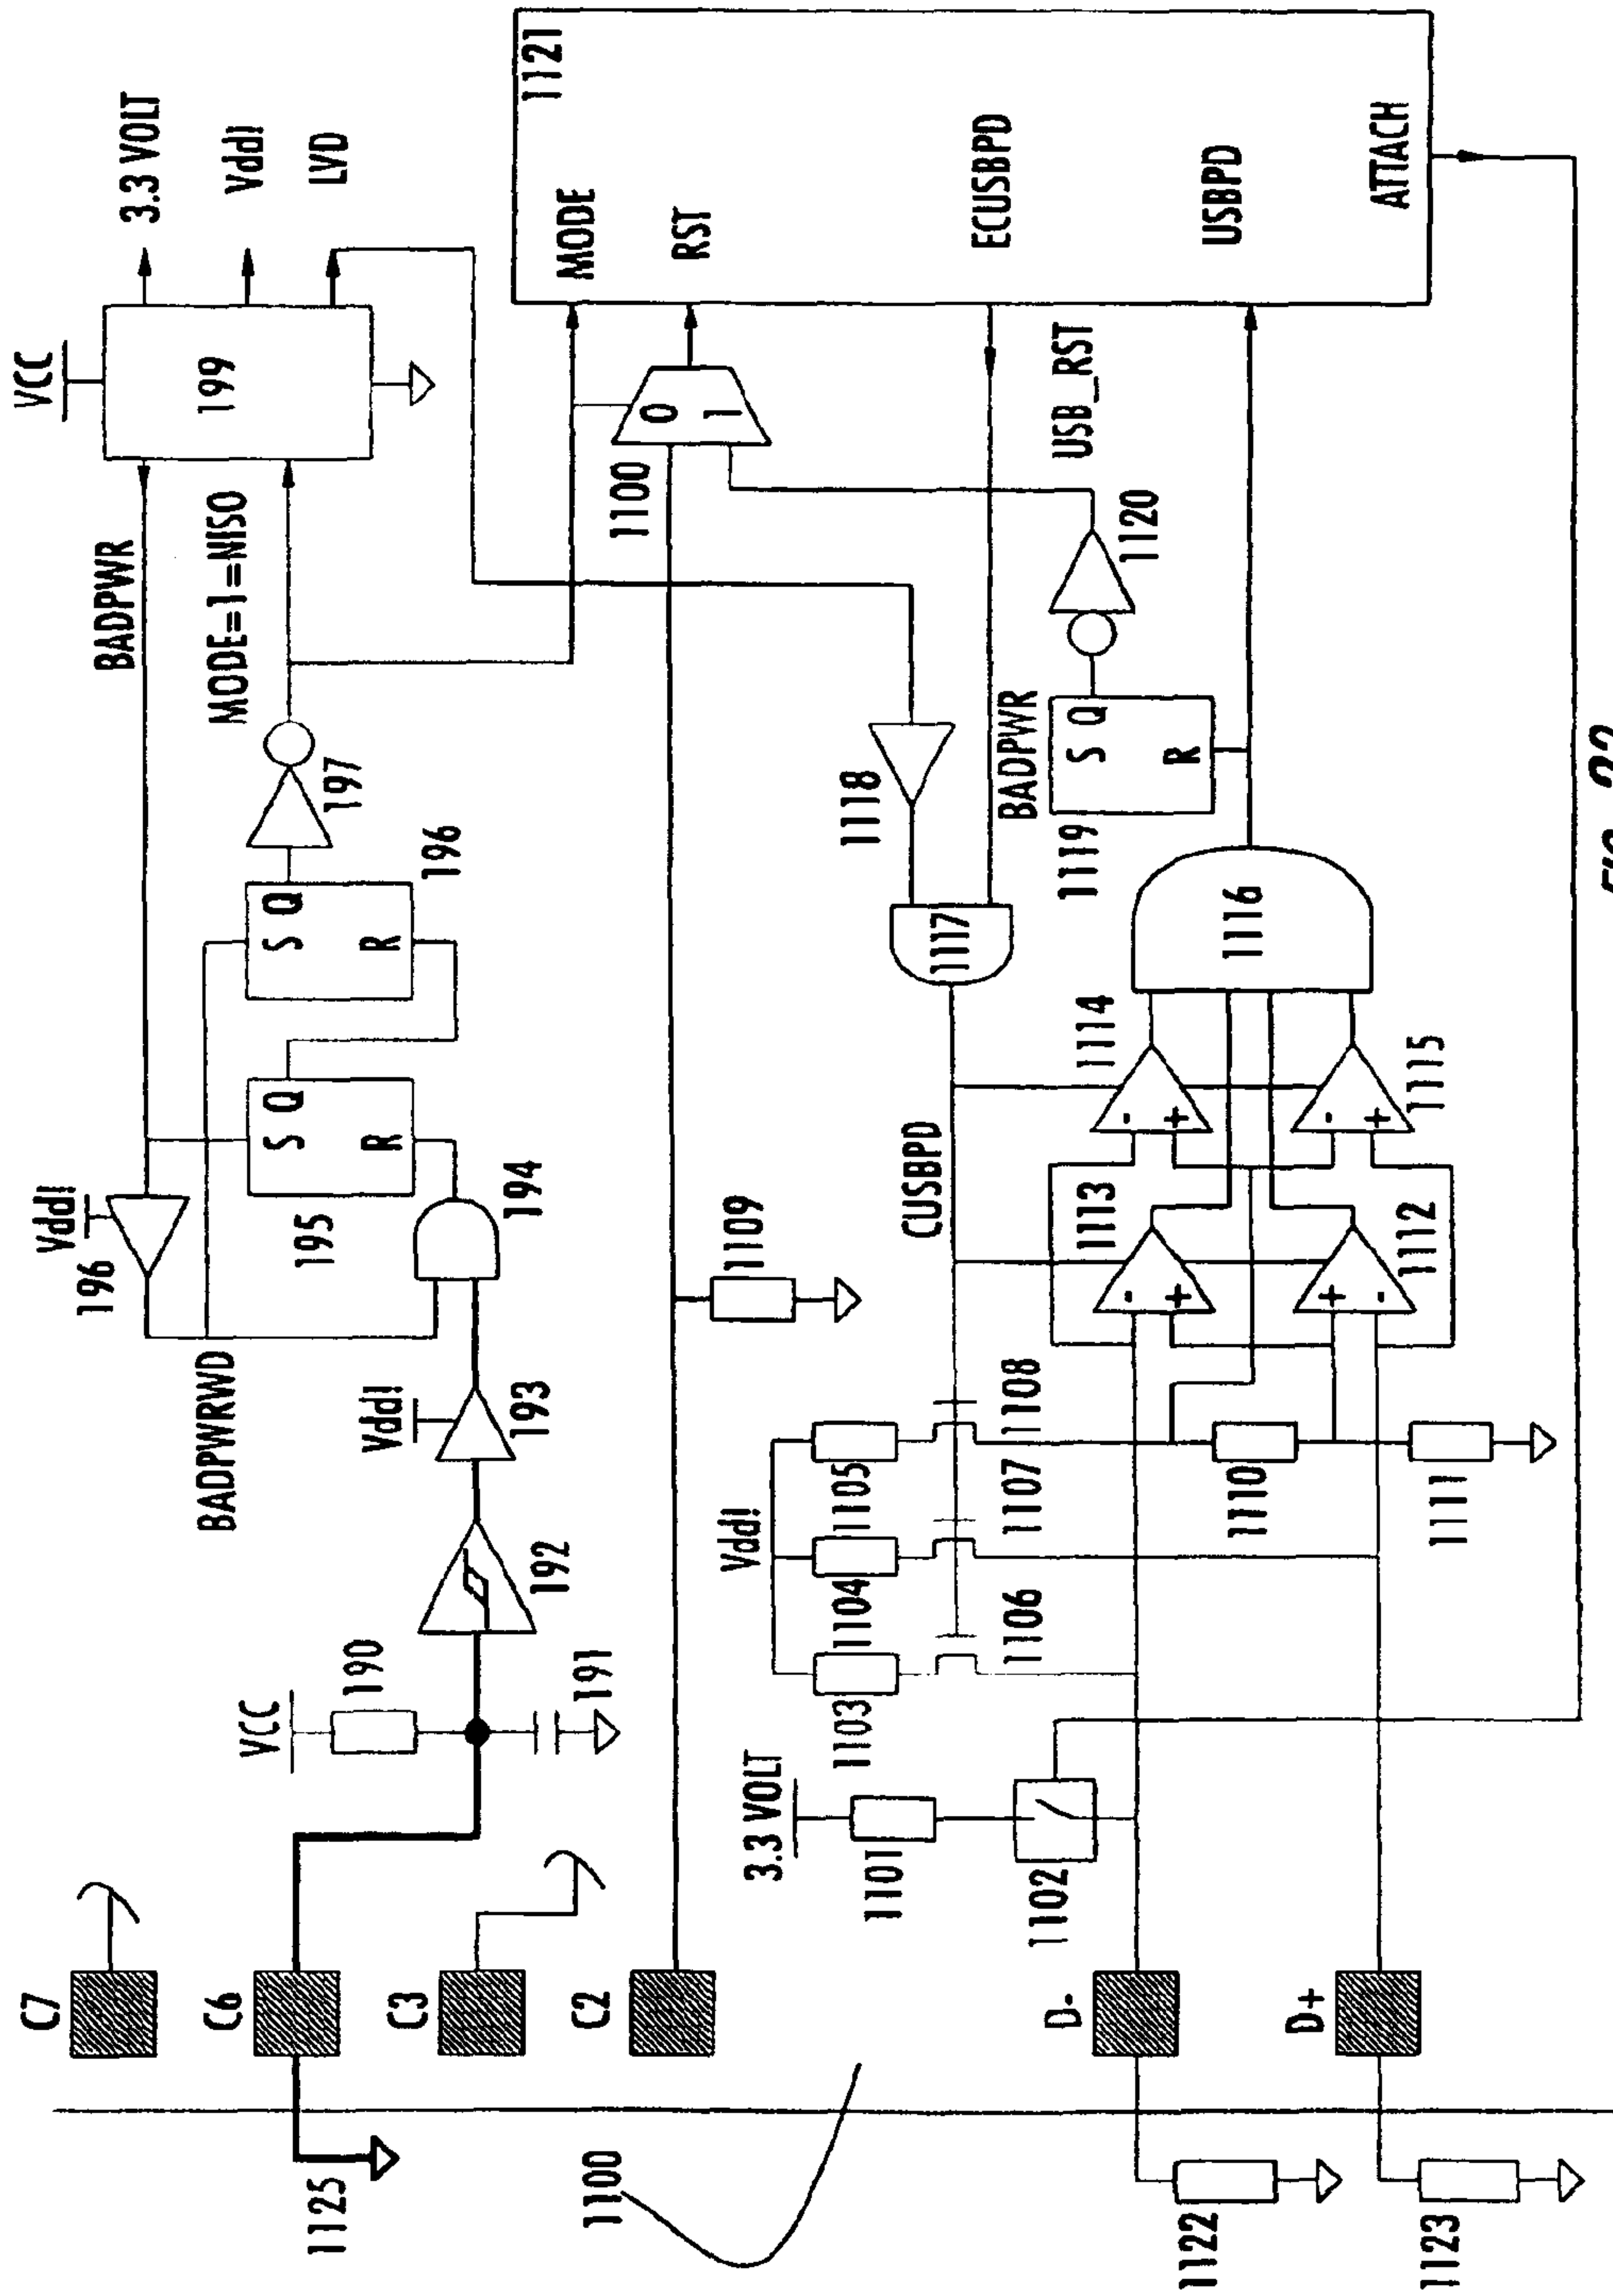 VCC
199
3.3 VOLT
Vdd!
LVD
BADPWR
MODE=1=NISO
Vdd!
196
BADPWRWD
195
S Q
R
196
S Q
R
197
194
Vdd!
193
192
VCC
190
191
C7
C6
C3
C2
1125
1100
1109
1100
0
1
1121
MODE
RST
ECUSBPD
USBPD
ATTACH
1118
1117
CUSBPD
BADPWR
1119
S Q
R
1120
USB_RST
1116
1114
- +
1115
- +
1113
- +
1112
+ -
Vdd!
1103
1104
1105
1106
1107
1108
1110
1111
3.3 VOLT
1101
1102
D-
D+
1122
1123